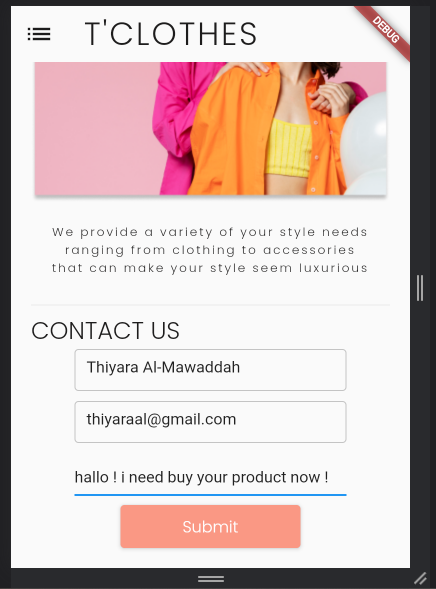 T'CLOTHES
DEBUG
We provide a variety of your style needs
ranging from clothing to accessories
that can make your style seem luxurious
CONTACT US
Thiyara Al-Mawaddah
thiyaraal@gmail.com
hallo ! i need buy your product now !
Submit